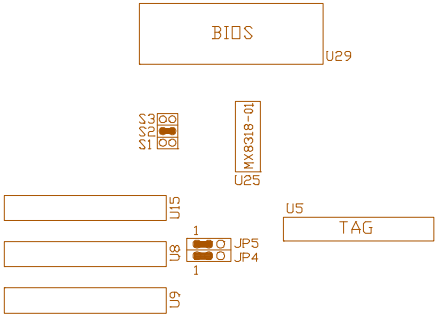 BIOS
U29
S3
S2
S1
MX8318-01
U25
U15
U5
TAG
1
JP5
U8
JP4
1
U9